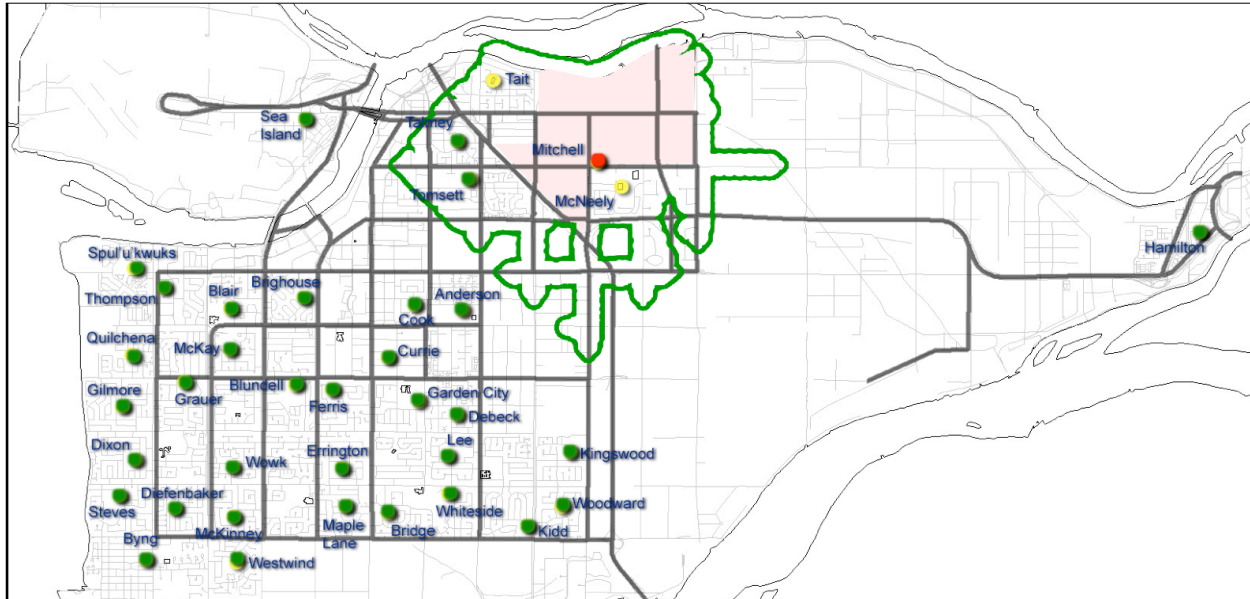 Tait
Sea
Island
Talmey
Mitchell
Tomsett
McNeely
Hamilton
Spul'u'kwuks
Thompson
Blair
Brighouse
Anderson
Cook
Quilchena
McKay
Currie
Gilmore
Grauer
Blundell
Ferris
Garden City
Debeck
Dixon
Wowk
Errington
Lee
Kingswood
Steves
Diefenbaker
McKinney
Maple
Lane
Bridge
Whiteside
Woodward
Kidd
Byng
Westwind